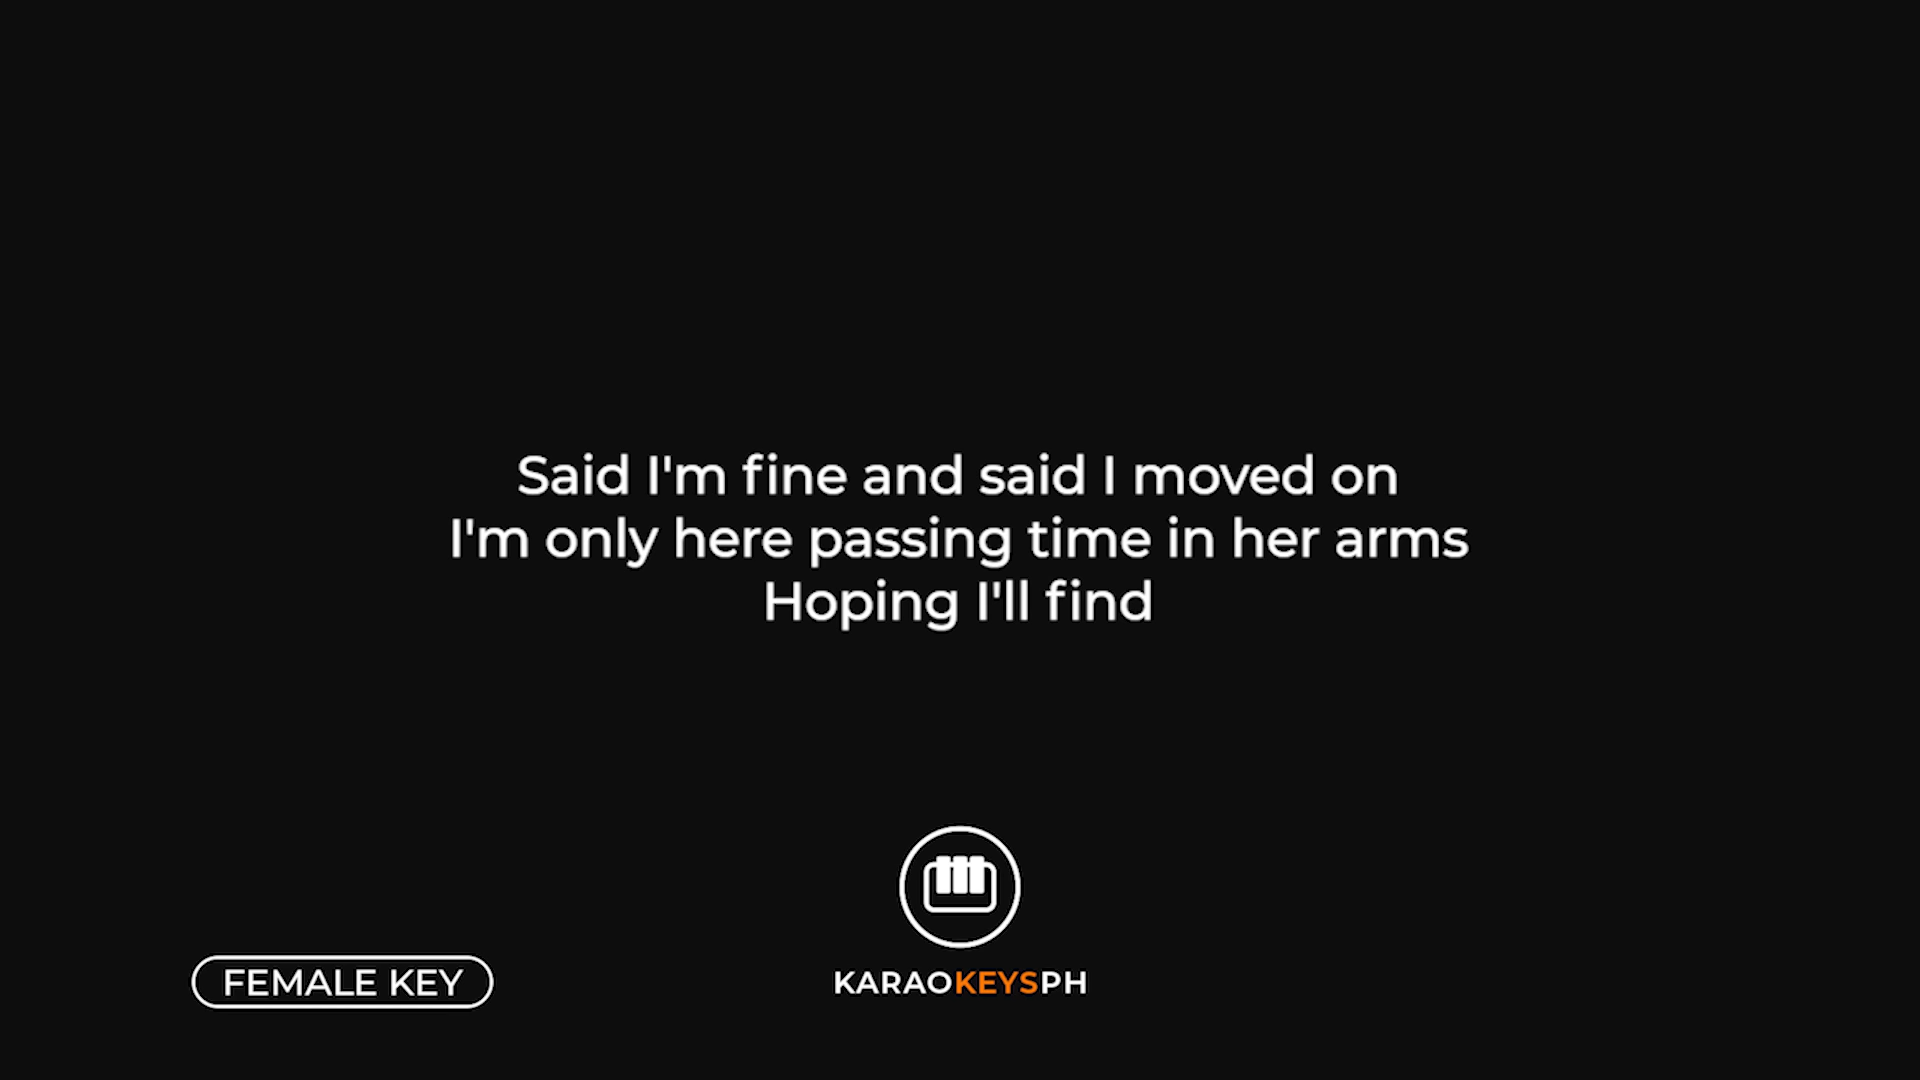 Said I'm fine and said I moved on
I'm only here passing time in her arms
Hoping I'll find
FEMALE KEY
KARAOKEYSPH